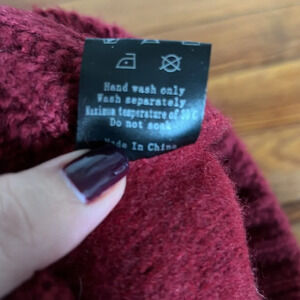 Hand wash only
Wash separately
Maximum temperature of 30°C
Do not soak
Made In China